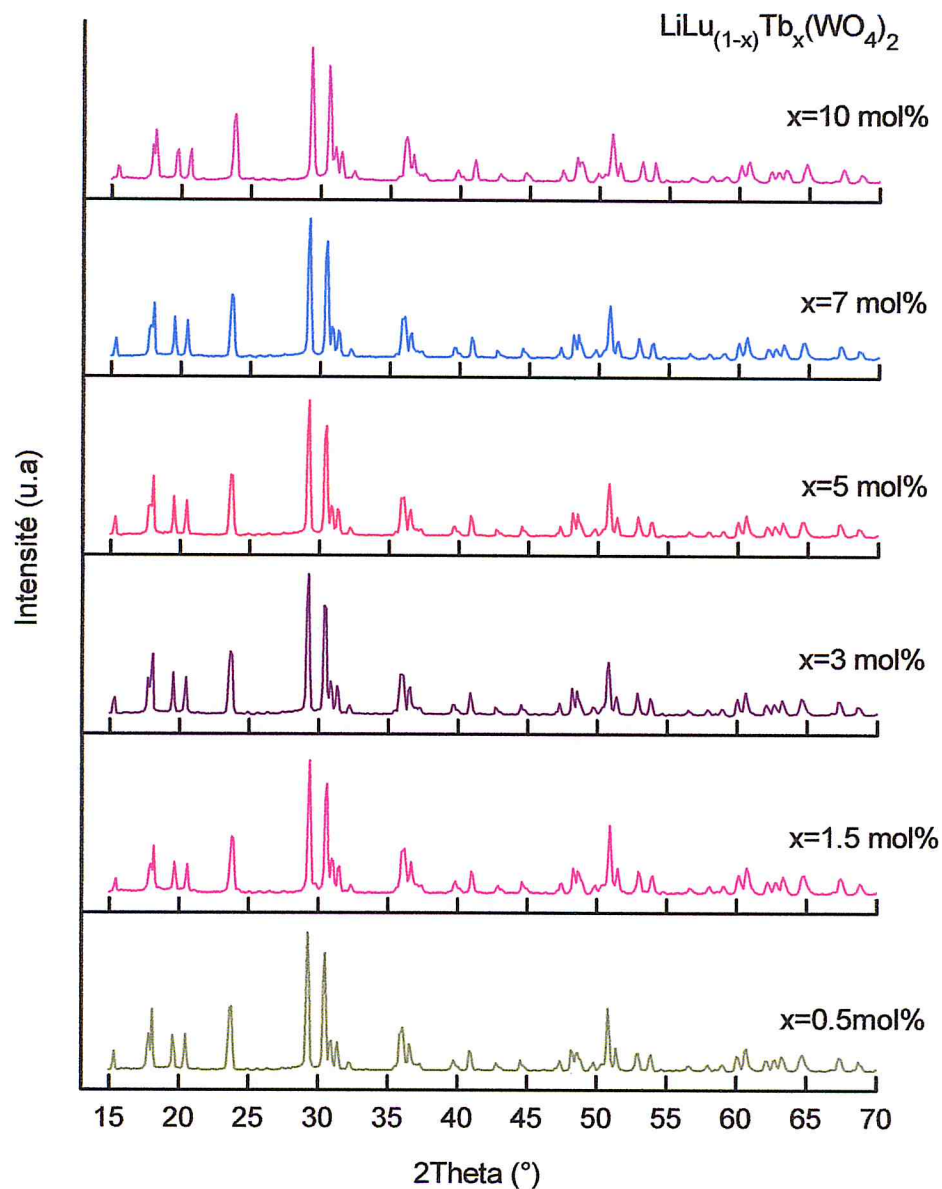 LiLu(1-x)Tbx(WO4)2
x=10 mol%
x=7 mol%
x=5 mol%
x=3 mol%
x=1.5 mol%
x=0.5mol%
Intensité (u.a)
15 20 25 30 35 40 45 50 55 60 65 70
2Theta (°)